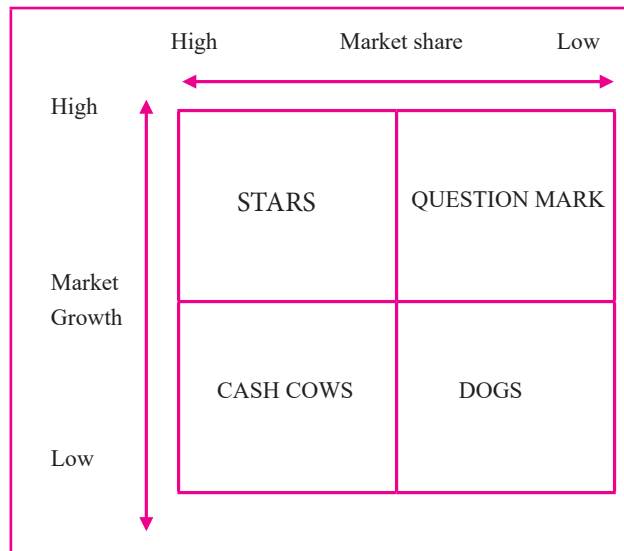 High Market share Low
High
STARS QUESTION MARK
Market
Growth
CASH COWS DOGS
Low